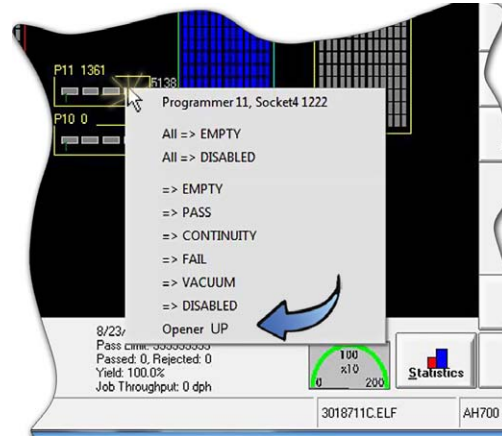 P11 1361
5138
P10 0
Programmer 11, Socket4 1222
All => EMPTY
All => DISABLED
=> EMPTY
=> PASS
=> CONTINUITY
=> FAIL
=> VACUUM
=> DISABLED
Opener UP
8/23/
Pass Limit:
Passed: 0, Rejected: 0
Yield: 100.0%
Job Throughput: 0 dph
100
x10
0 200
Statistics
3018711C.ELF
AH700